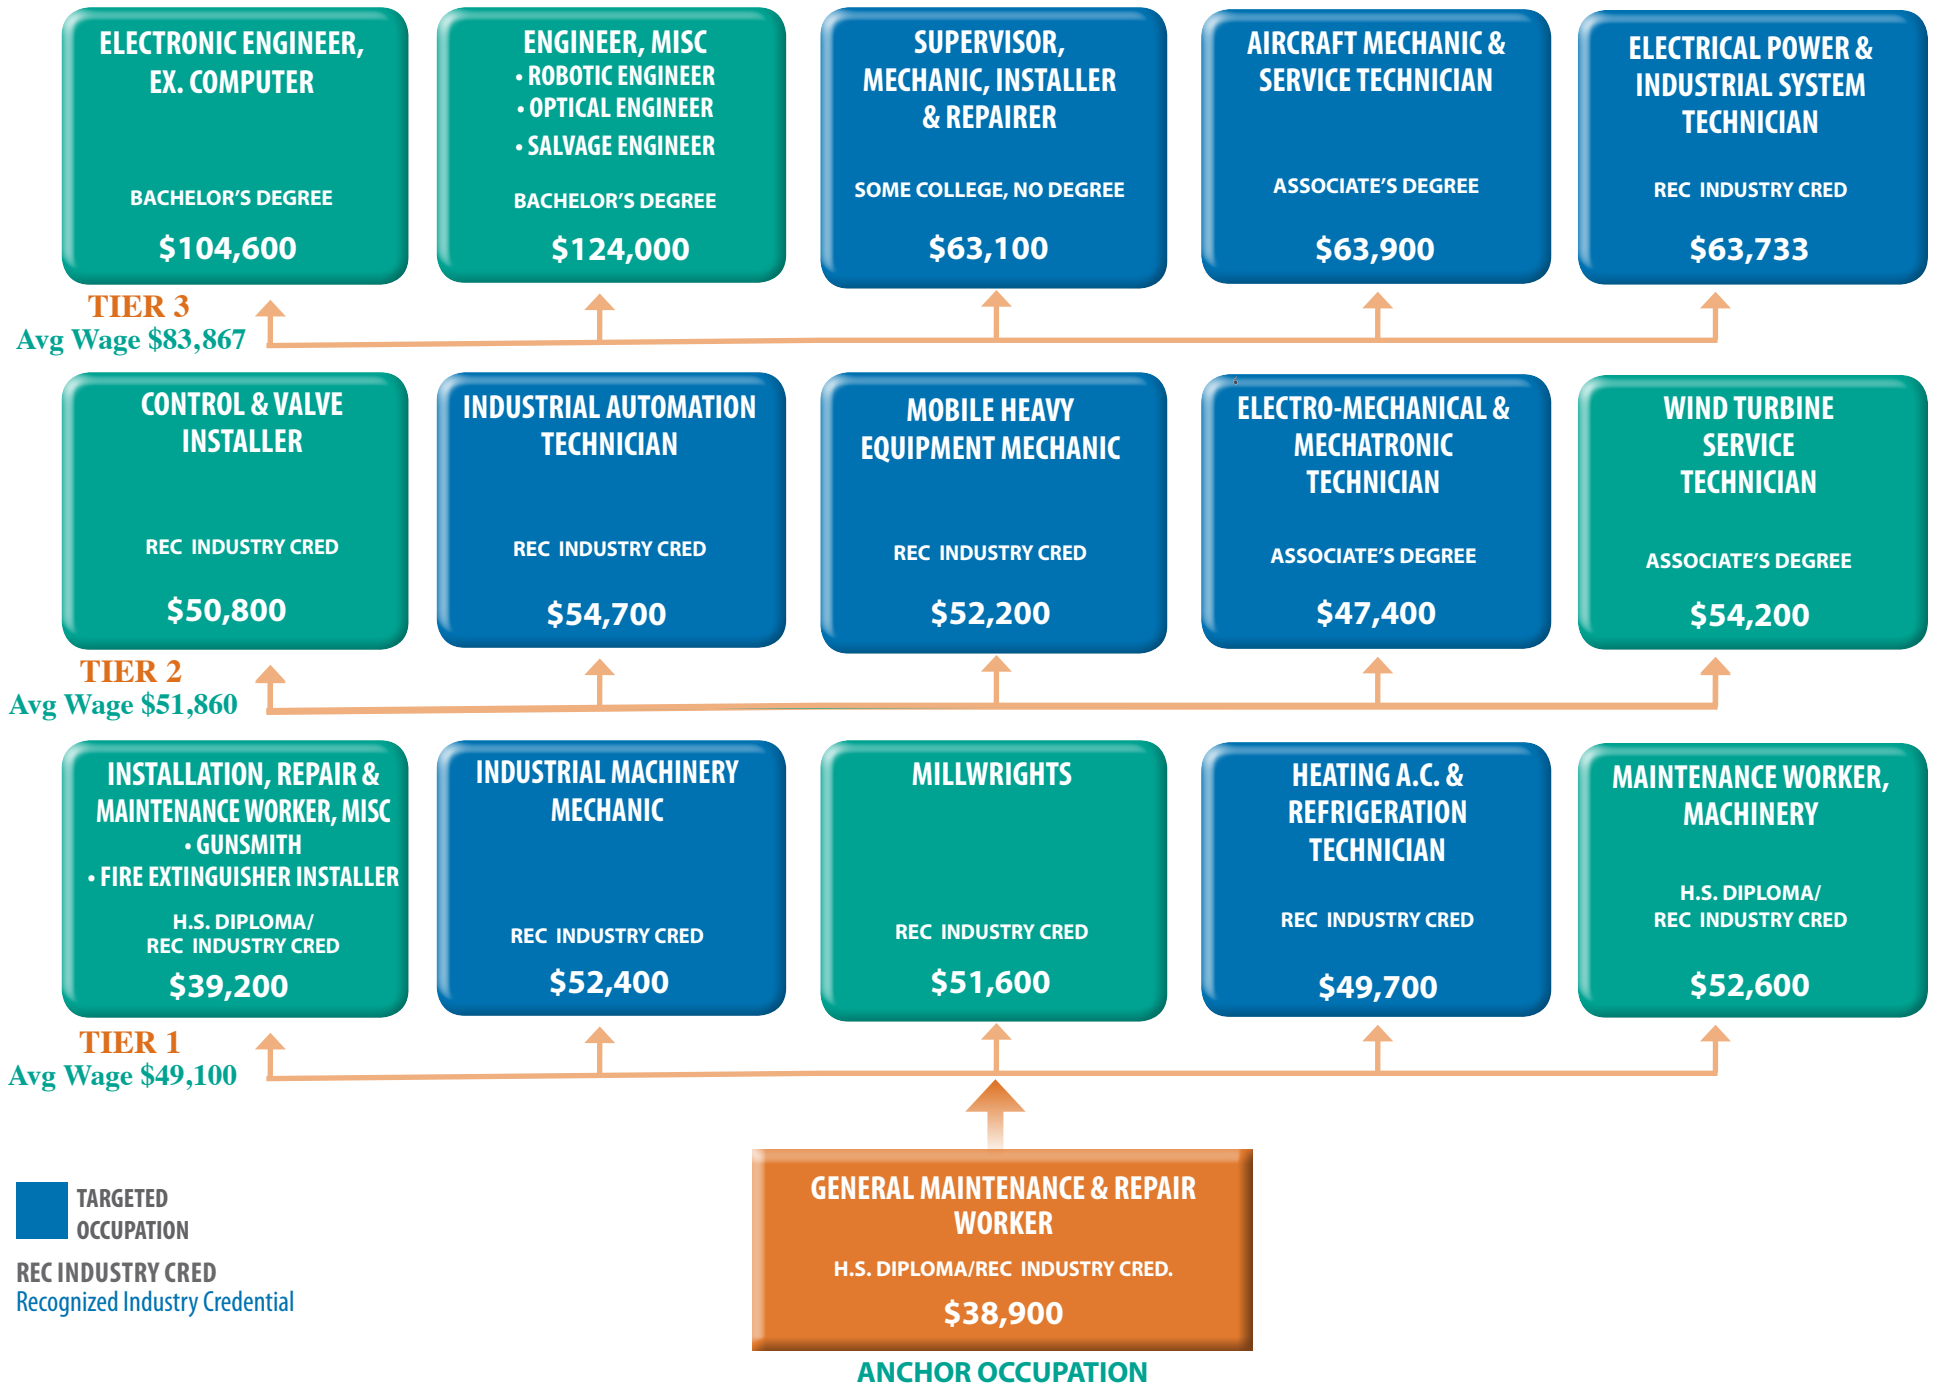 ELECTRONIC ENGINEER,
EX. COMPUTER
BACHELOR'S DEGREE
$104,600
ENGINEER, MISC
• ROBOTIC ENGINEER
• OPTICAL ENGINEER
• SALVAGE ENGINEER
BACHELOR'S DEGREE
$124,000
SUPERVISOR,
MECHANIC, INSTALLER
& REPAIRER
SOME COLLEGE, NO DEGREE
$63,100
AIRCRAFT MECHANIC &
SERVICE TECHNICIAN
ASSOCIATE'S DEGREE
$63,900
ELECTRICAL POWER &
INDUSTRIAL SYSTEM
TECHNICIAN
REC INDUSTRY CRED
$63,733
TIER 3
Avg Wage $83,867
CONTROL & VALVE
INSTALLER
REC INDUSTRY CRED
$50,800
INDUSTRIAL AUTOMATION
TECHNICIAN
REC INDUSTRY CRED
$54,700
MOBILE HEAVY
EQUIPMENT MECHANIC
REC INDUSTRY CRED
$52,200
ELECTRO-MECHANICAL &
MECHATRONIC
TECHNICIAN
ASSOCIATE'S DEGREE
$47,400
WIND TURBINE
SERVICE
TECHNICIAN
ASSOCIATE'S DEGREE
$54,200
TIER 2
Avg Wage $51,860
INSTALLATION, REPAIR &
MAINTENANCE WORKER, MISC
• GUNSMITH
• FIRE EXTINGUISHER INSTALLER
H.S. DIPLOMA/
REC INDUSTRY CRED
$39,200
INDUSTRIAL MACHINERY
MECHANIC
REC INDUSTRY CRED
$52,400
MILLWRIGHTS
REC INDUSTRY CRED
$51,600
HEATING A.C. &
REFRIGERATION
TECHNICIAN
REC INDUSTRY CRED
$49,700
MAINTENANCE WORKER,
MACHINERY
H.S. DIPLOMA/
REC INDUSTRY CRED
$52,600
TIER 1
Avg Wage $49,100
GENERAL MAINTENANCE & REPAIR
WORKER
H.S. DIPLOMA/REC INDUSTRY CRED.
$38,900
ANCHOR OCCUPATION
TARGETED
OCCUPATION
REC INDUSTRY CRED
Recognized Industry Credential